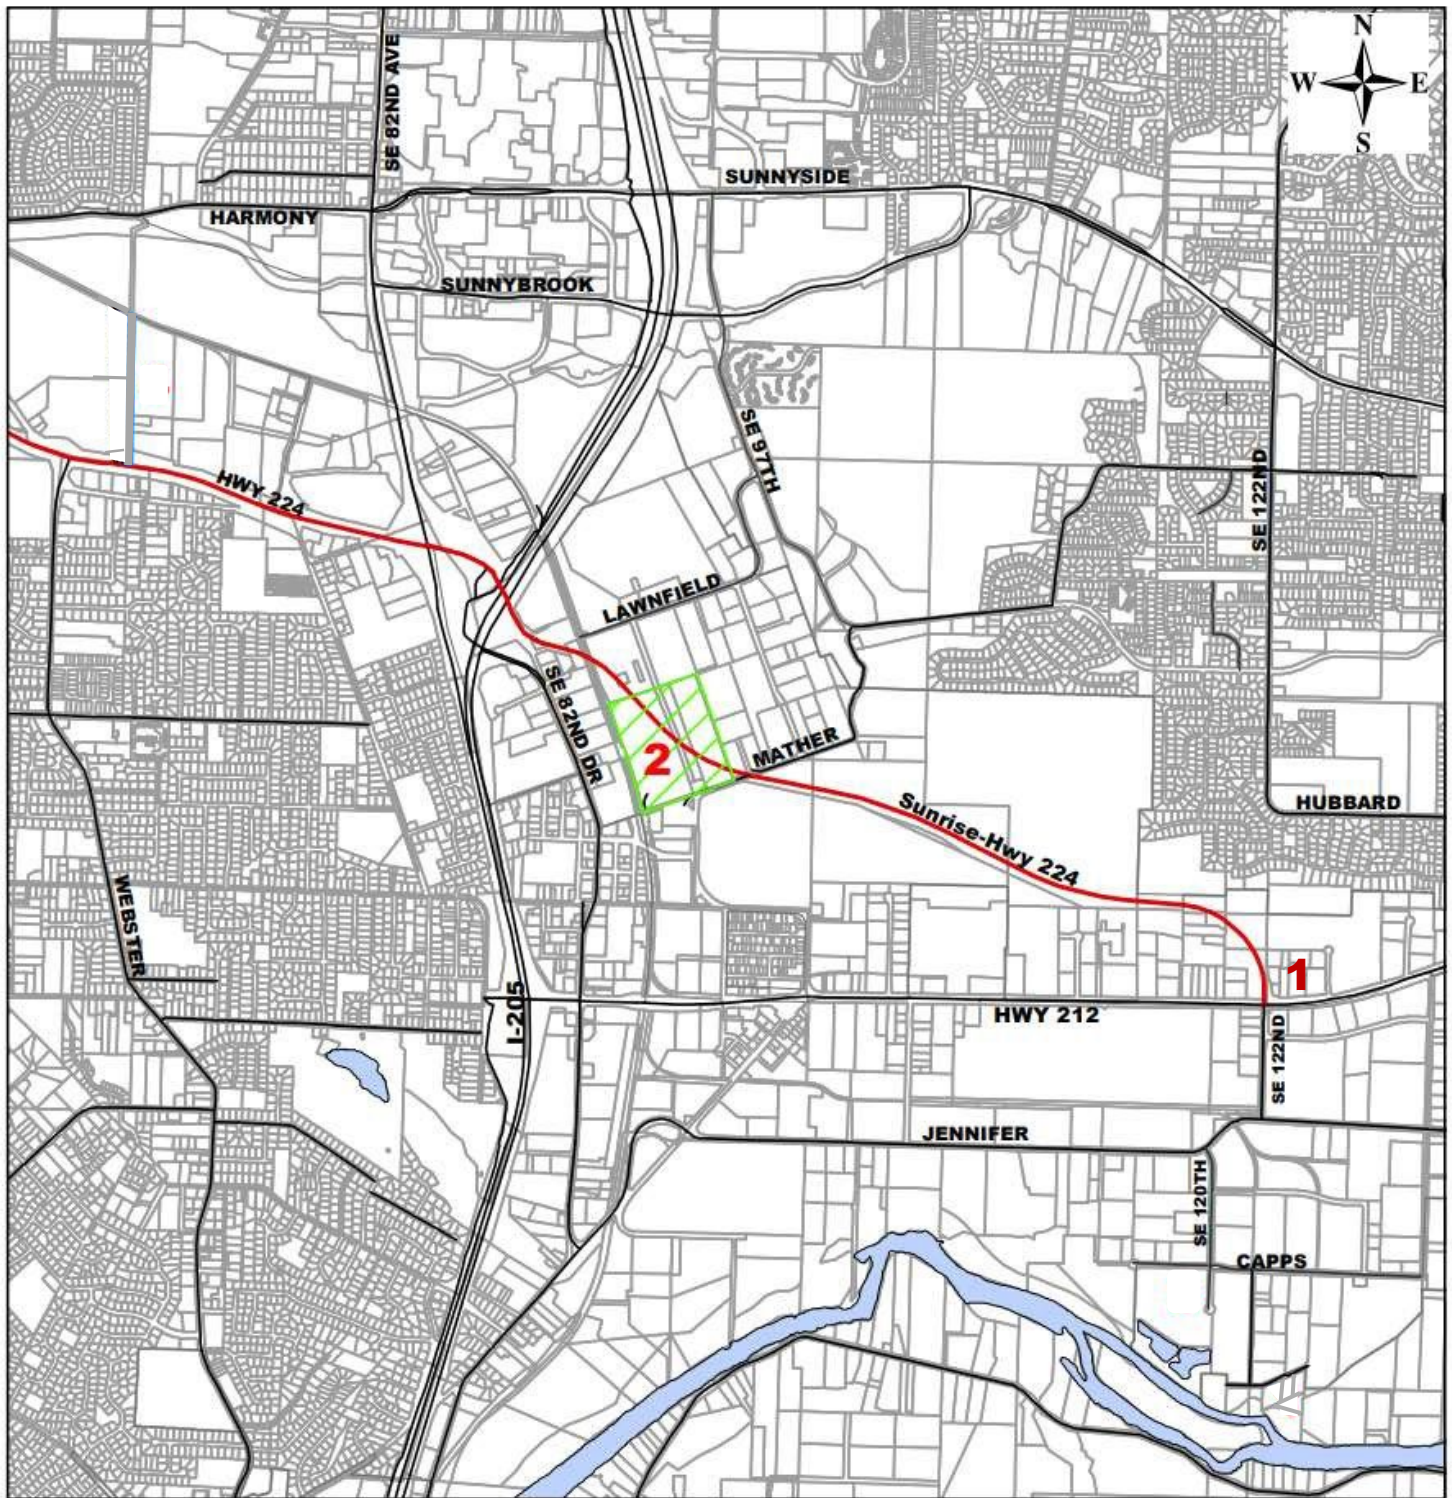 N
W E
S
SE 82ND AVE
SUNNYSIDE
HARMONY
SUNNYBROOK
SE 97TH
SE 122ND
HWY 224
LAWNFIELD
SE 82ND DR
2
MATHER
HUBBARD
Sunrise-Hwy 224
WEBSTER
1
I-205
HWY 212
SE 122ND
JENNIFER
SE 120TH
CAPPS